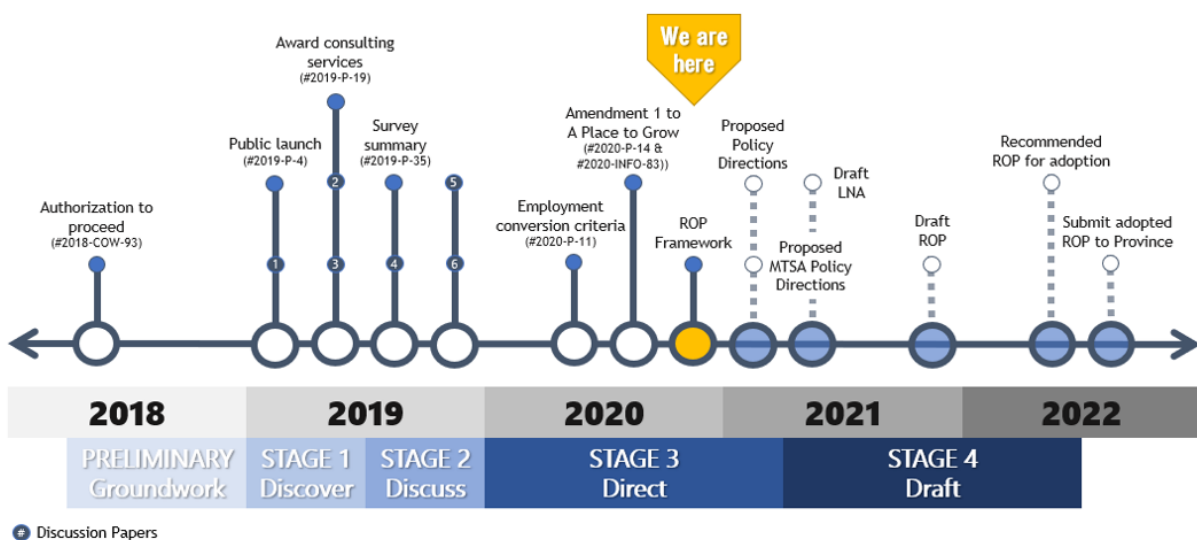 We are
here
Award consulting
services
(#2019-P-19)
Public launch
(#2019-P-4)
Survey
summary
(#2019-P-35)
Authorization to
proceed
(#2018-COW-93)
1
2
3
4
5
6
Employment
conversion criteria
(#2020-P-11)
Amendment 1 to
A Place to Grow
(#2020-P-14 &
#2020-INFO-83))
ROP
Framework
Proposed
Policy
Directions
Proposed
MTSA Policy
Directions
Draft
LNA
Draft
ROP
Recommended
ROP for adoption
Submit adopted
ROP to Province
2018
2019
2020
2021
2022
PRELIMINARY
Groundwork
STAGE 1
Discover
STAGE 2
Discuss
STAGE 3
Direct
STAGE 4
Draft
# Discussion Papers